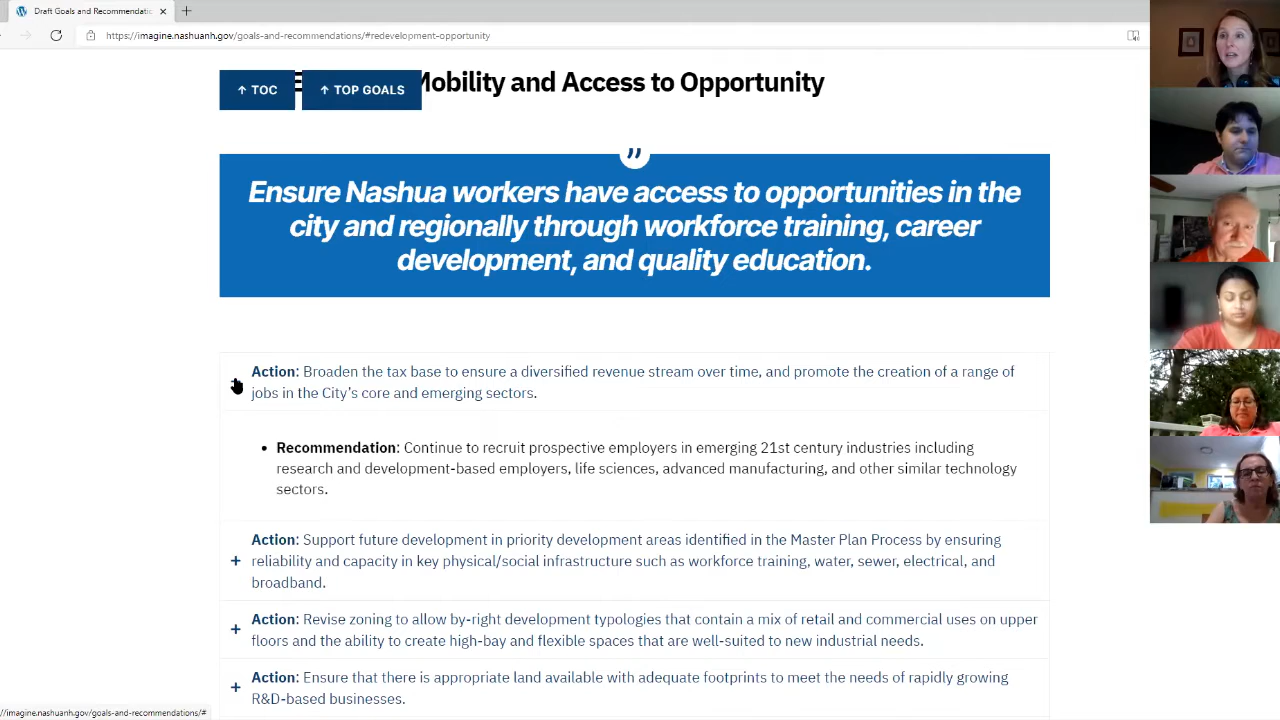 Draft Goals and Recommendatio
https://imagine.nashuanh.gov/goals-and-recommendations/#redevelopment-opportunity
Mobility and Access to Opportunity
↑ TOC
↑ TOP GOALS
”
Ensure Nashua workers have access to opportunities in the
city and regionally through workforce training, career
development, and quality education.
Action: Broaden the tax base to ensure a diversified revenue stream over time, and promote the creation of a range of
jobs in the City’s core and emerging sectors.
• Recommendation: Continue to recruit prospective employers in emerging 21st century industries including
research and development-based employers, life sciences, advanced manufacturing, and other similar technology
sectors.
+ Action: Support future development in priority development areas identified in the Master Plan Process by ensuring
reliability and capacity in key physical/social infrastructure such as workforce training, water, sewer, electrical, and
broadband.
+ Action: Revise zoning to allow by-right development typologies that contain a mix of retail and commercial uses on upper
floors and the ability to create high-bay and flexible spaces that are well-suited to new industrial needs.
+ Action: Ensure that there is appropriate land available with adequate footprints to meet the needs of rapidly growing
R&D-based businesses.
/imagine.nashuanh.gov/goals-and-recommendations/#